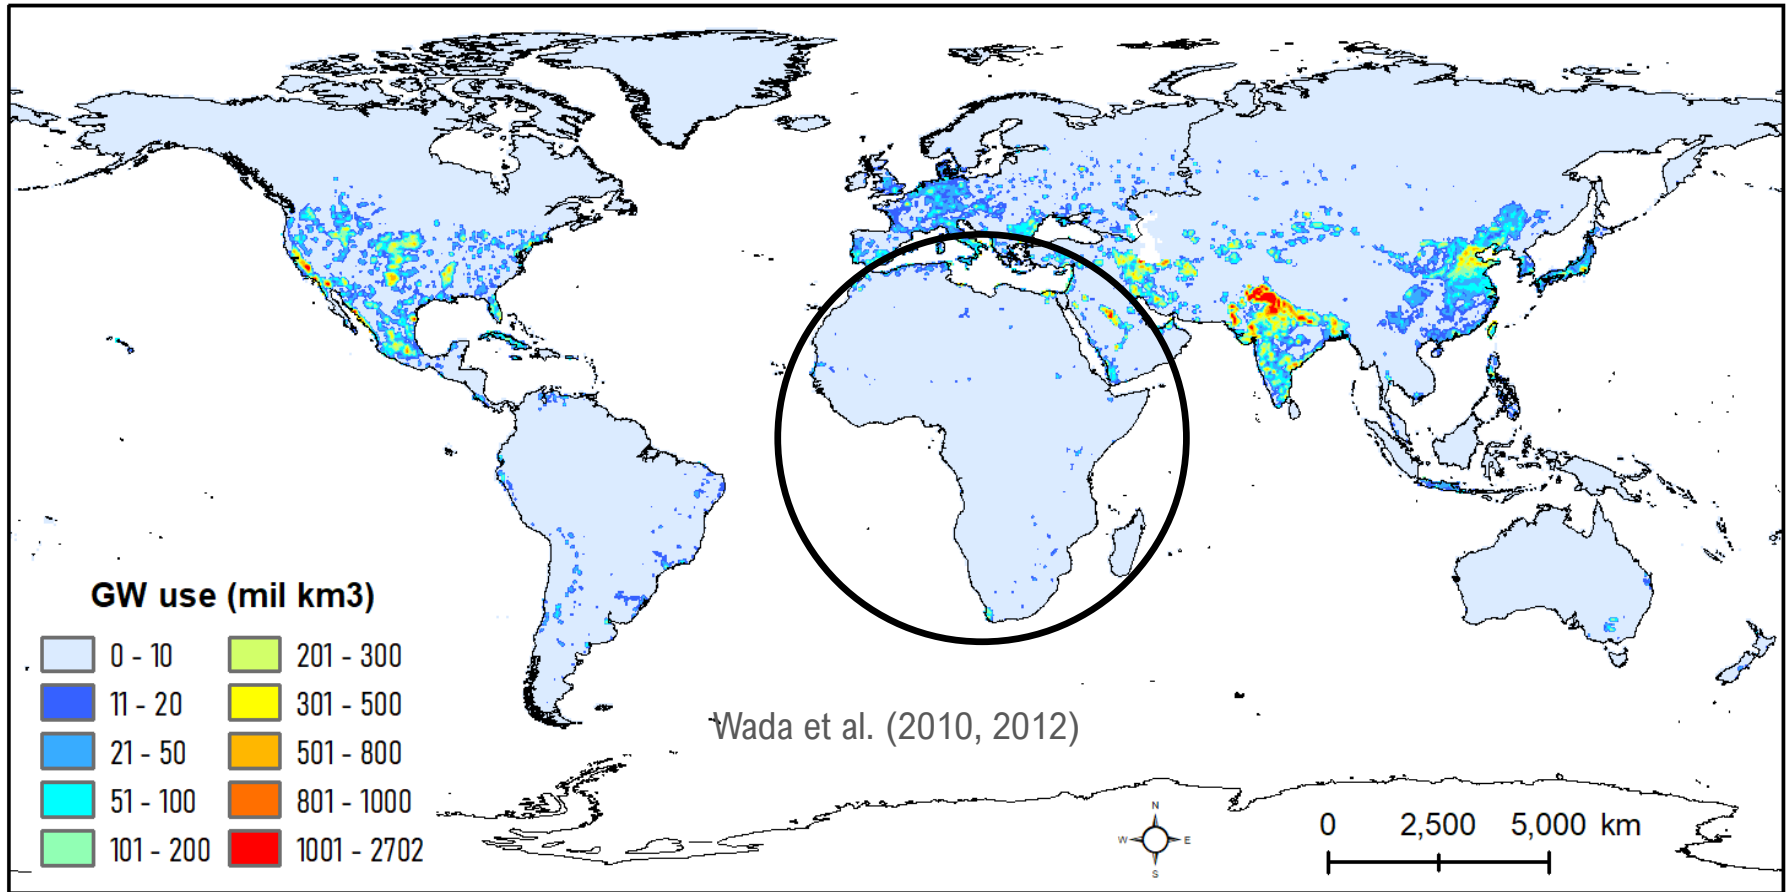 GW use (mil km3)
0 - 10
11 - 20
21 - 50
51 - 100
101 - 200
201 - 300
301 - 500
501 - 800
801 - 1000
1001 - 2702
Wada et al. (2010, 2012)
N
W E
S
0 2,500 5,000 km